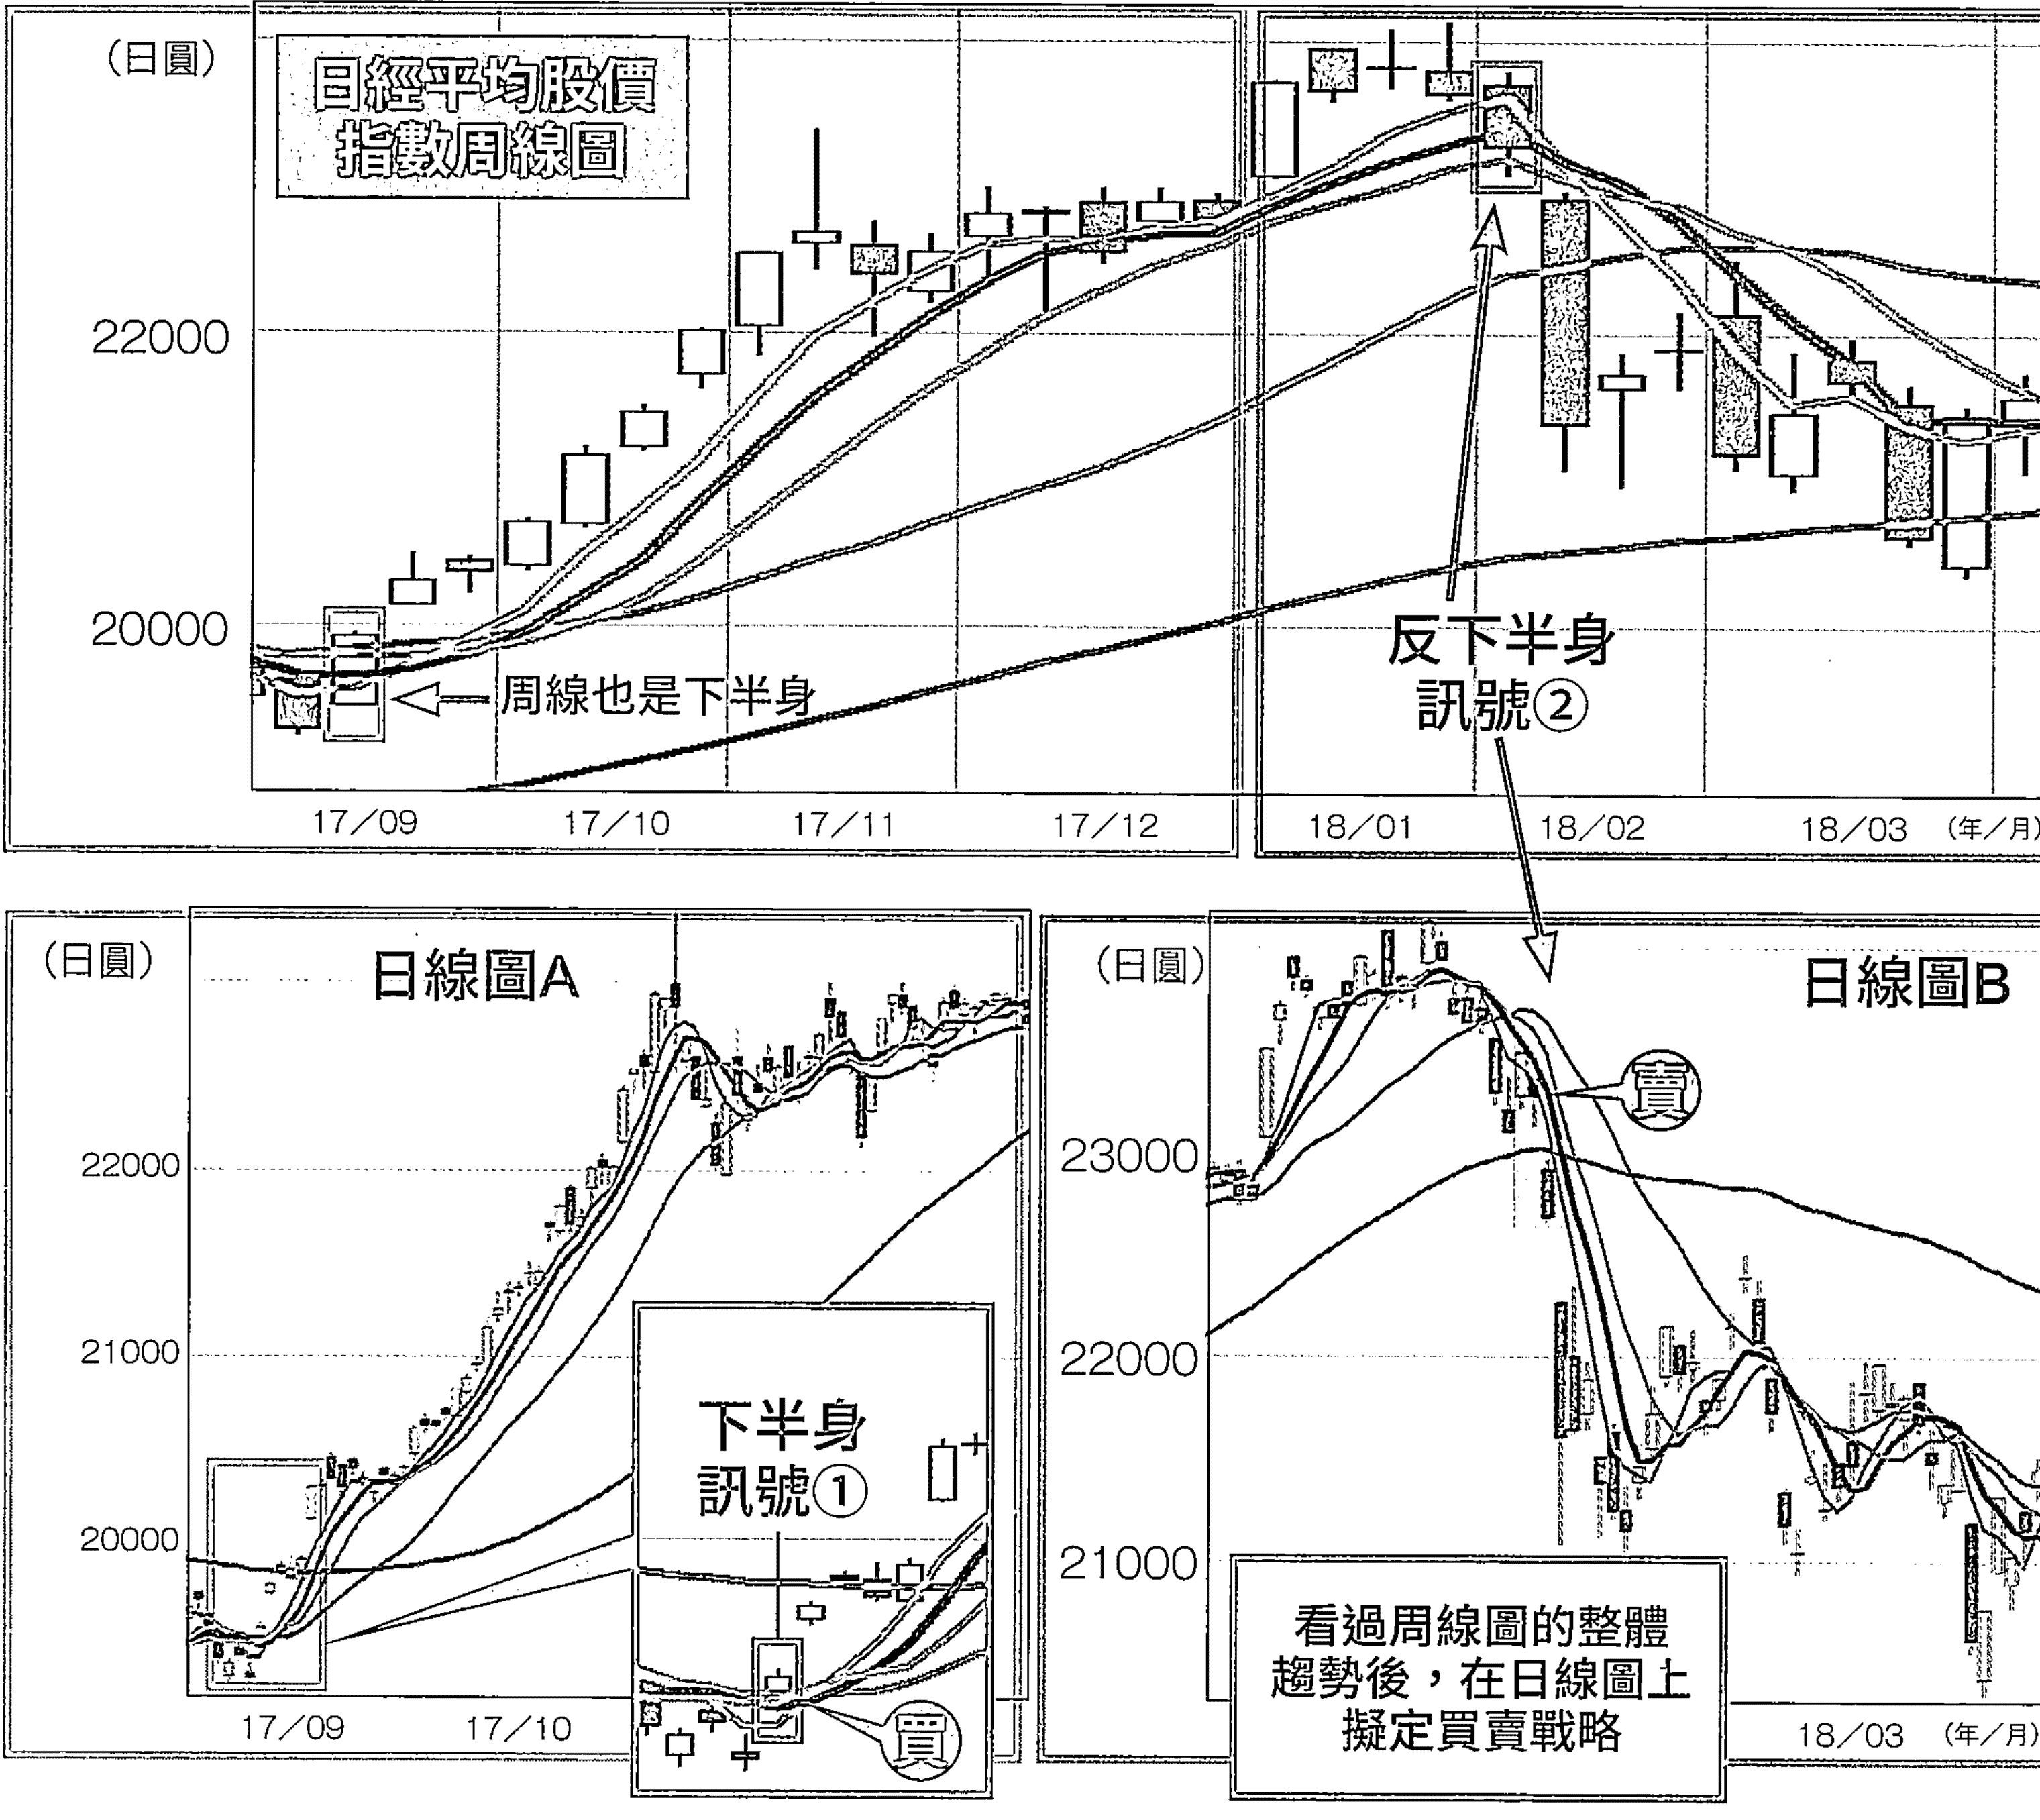 (日圓)
日經平均股價
指數周線圖
22000
20000
周線也是下半身
反下半身
訊號②
17/09
17/10
17/11
17/12
18/01
18/02
18/03
(年/月)
(日圓)
日線圖A
22000
21000
20000
下半身
訊號①
買
17/09
17/10
(日圓)
日線圖B
賣
23000
22000
21000
看過周線圖的整體
趨勢後，在日線圖上
擬定買賣戰略
18/03
(年/月)